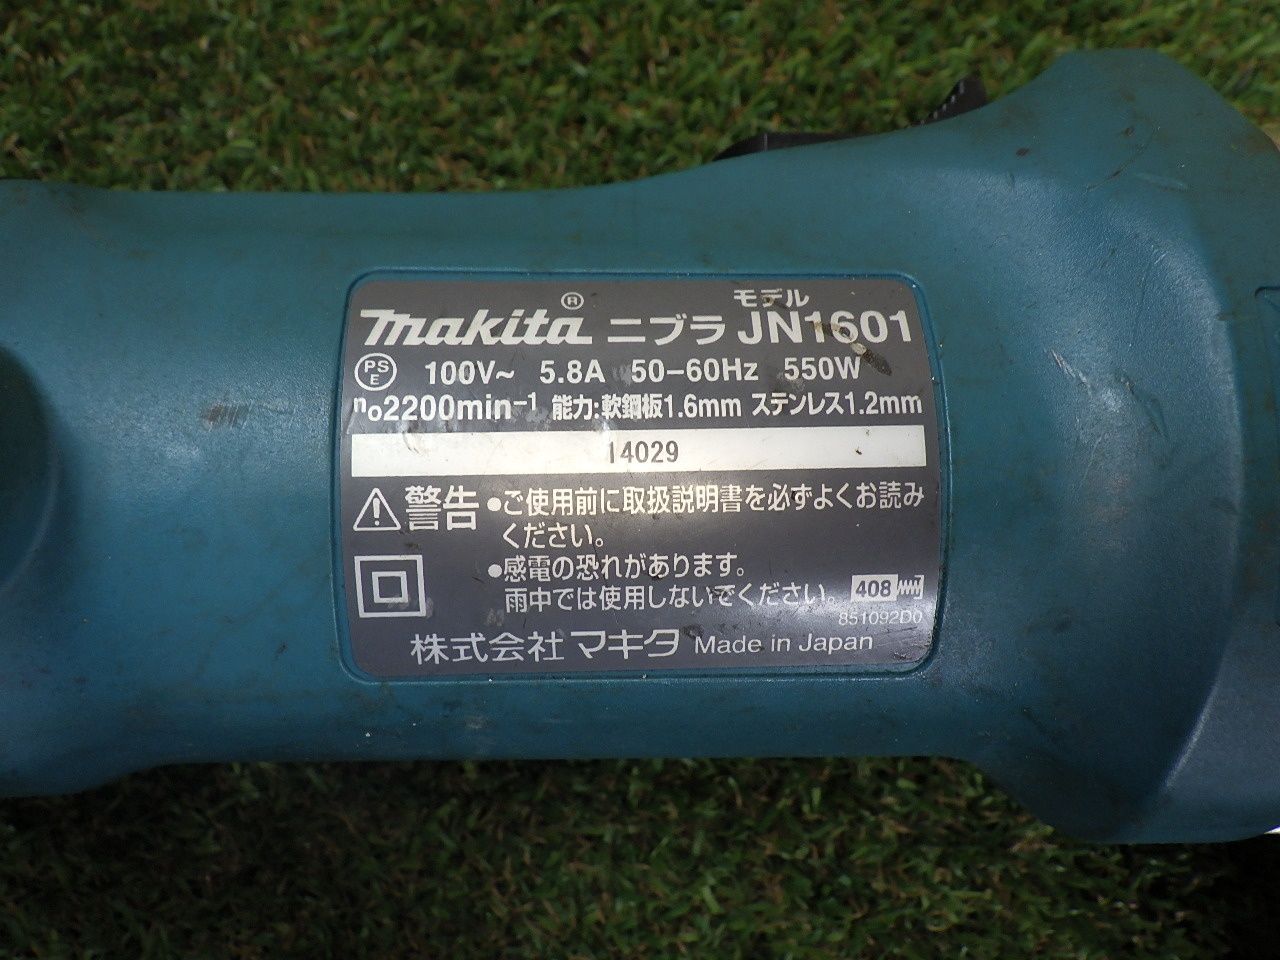 モデル
makita® ニブラ JN1601
PSE 100V~ 5.8A 50-60Hz 550W
n₀2200min⁻¹ 能力:軟鋼板1.6mm ステンレス1.2mm
14029
警告 •ご使用前に取扱説明書を必ずよくお読み
ください。
•感電の恐れがあります。
雨中では使用しないでください。 408
851092D0
株式会社マキタ Made in Japan